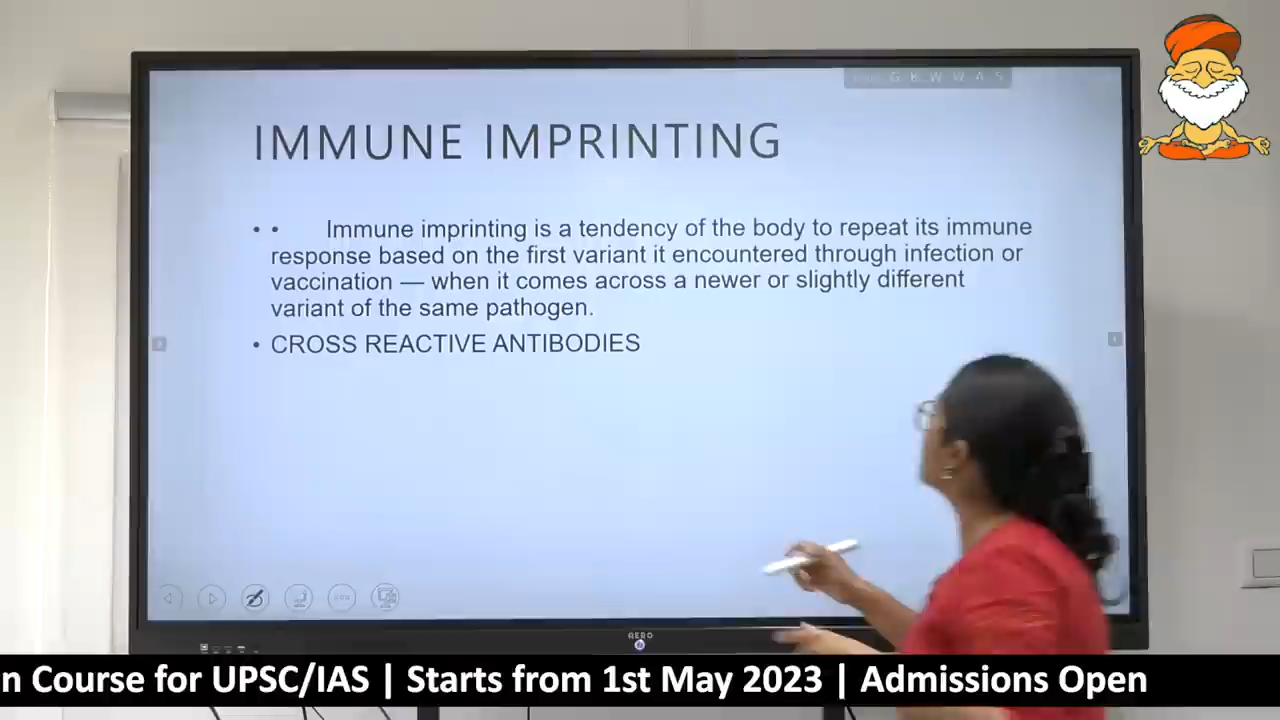 IMMUNE IMPRINTING
• • Immune imprinting is a tendency of the body to repeat its immune
response based on the first variant it encountered through infection or
vaccination — when it comes across a newer or slightly different
variant of the same pathogen.
• CROSS REACTIVE ANTIBODIES
AERO
n Course for UPSC/IAS | Starts from 1st May 2023 | Admissions Open